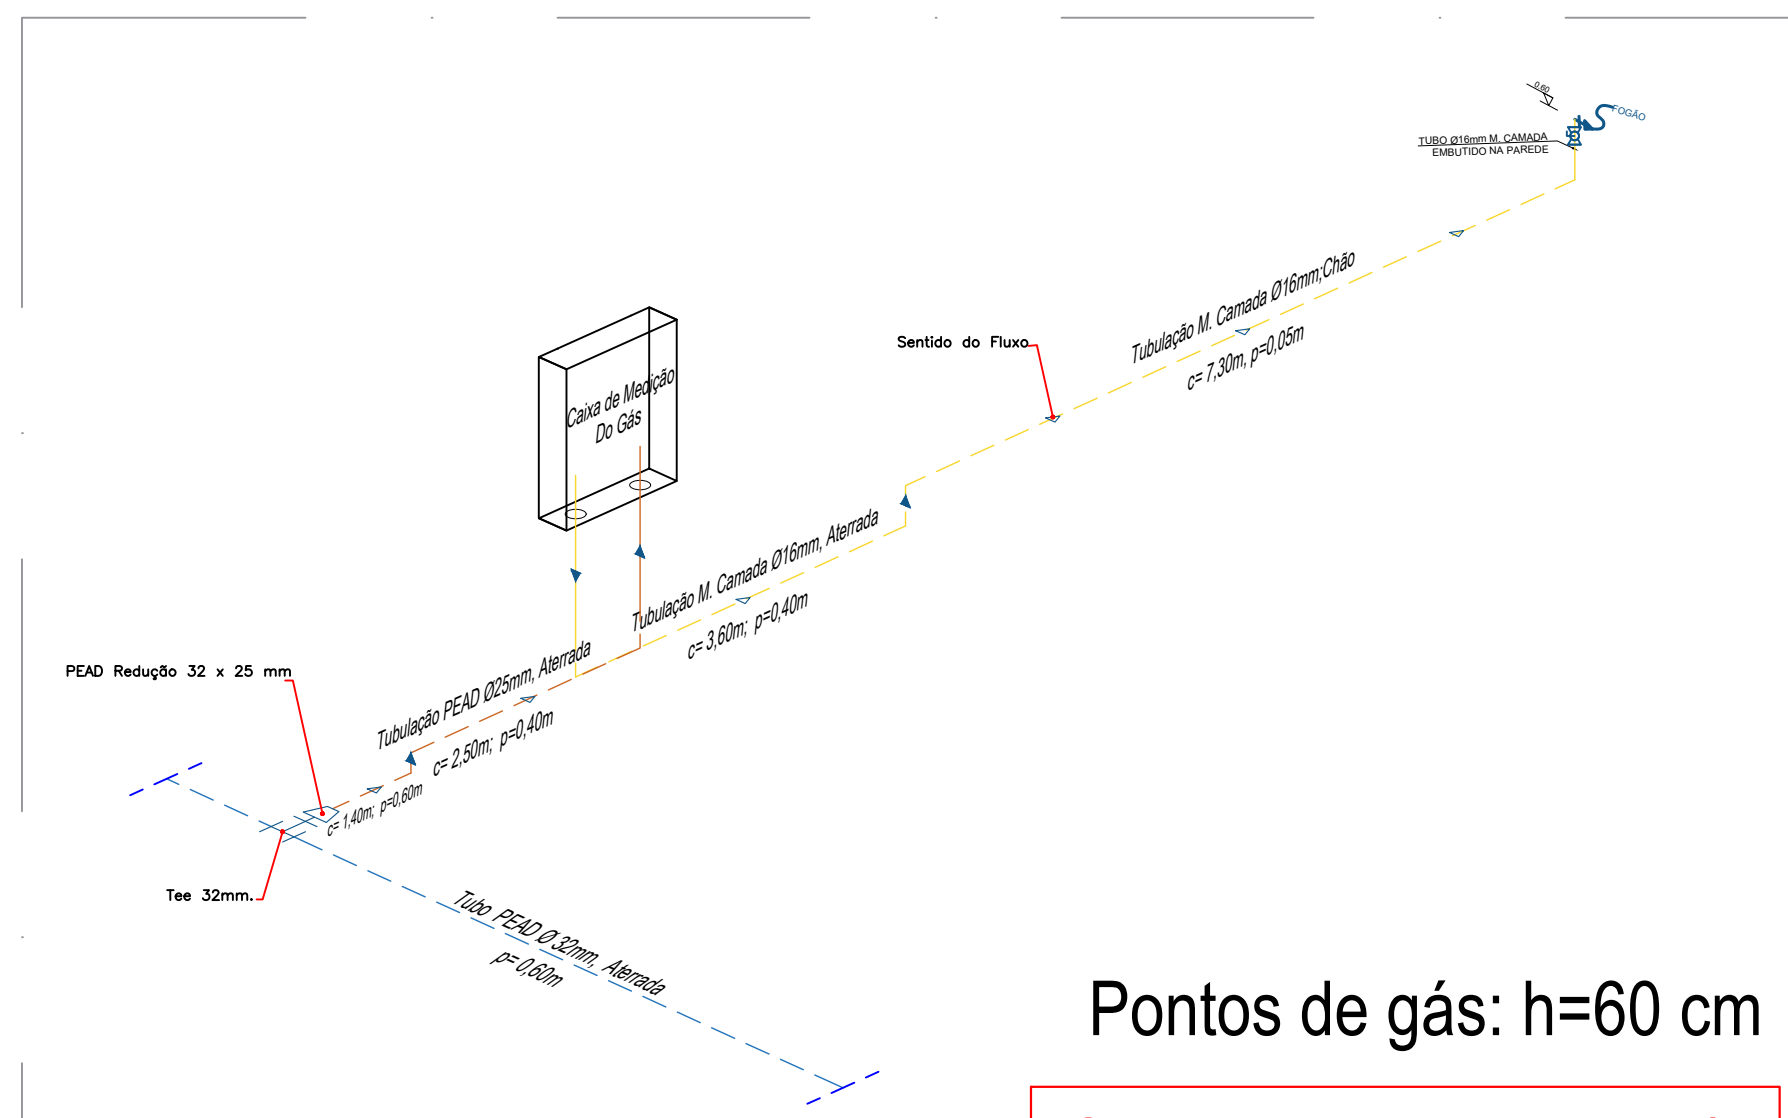 0.60
FOGÃO
TUBO Ø16mm M. CAMADA
EMBUTIDO NA PAREDE
Tubulação M. Camada Ø16mm;Chão
c= 7,30m, p=0,05m
Sentido do Fluxo
Caixa de Medição
Do Gás
Tubulação M. Camada Ø16mm, Aterrada
c= 3,60m; p=0,40m
Tubulação PEAD Ø25mm, Aterrada
c= 2,50m; p=0,40m
PEAD Redução 32 x 25 mm
c= 1,40m; p=0,60m
Tee 32mm.
Tubo PEAD Ø 32mm, Aterrada
p= 0,60m
Pontos de gás: h=60 cm